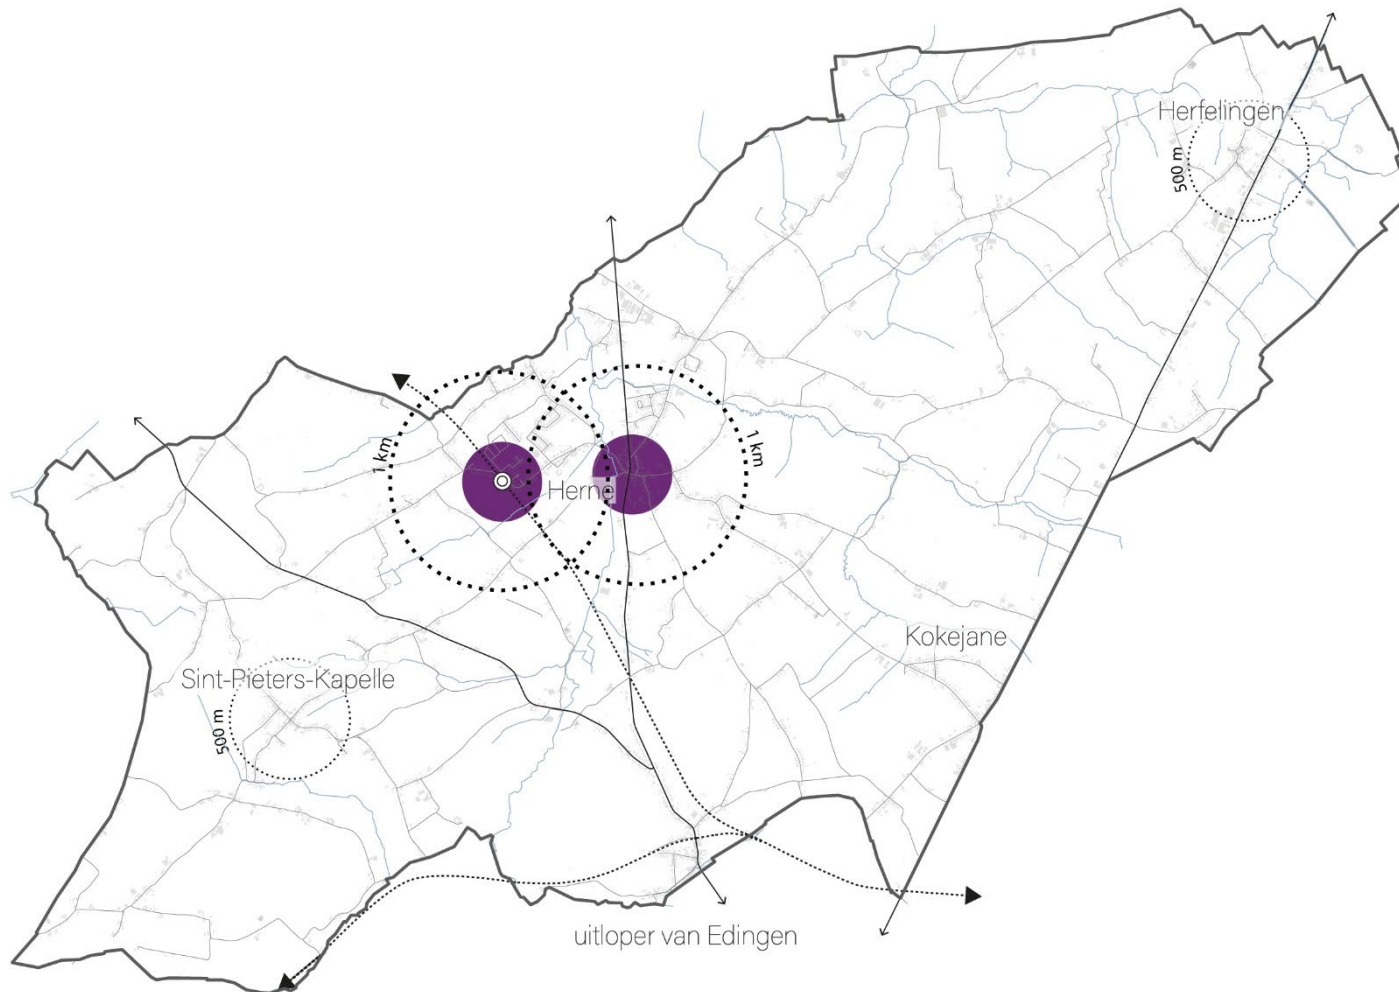 Herfelingen
500 m
1 km
1 km
Herne
Kokejane
Sint-Pieters-Kapelle
500 m
uitloper van Edingen